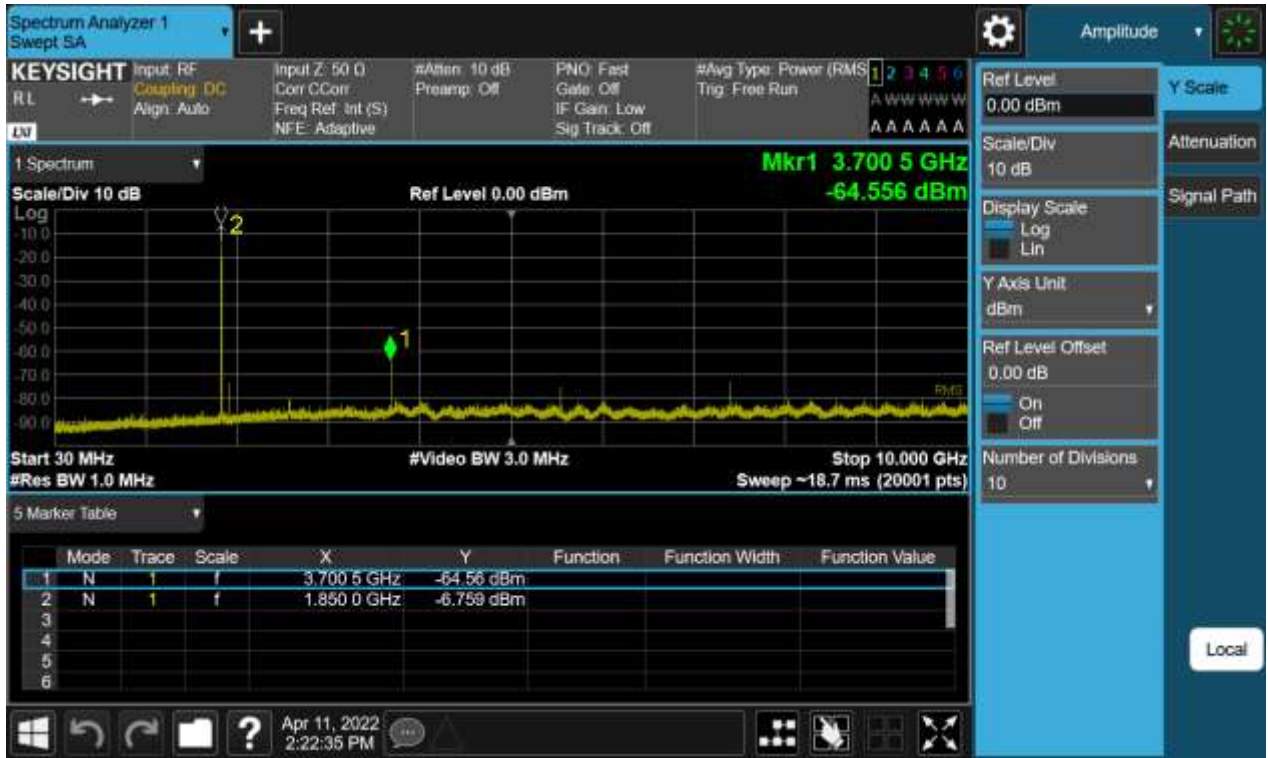 Spectrum Analyzer 1
Swept SA
Amplitude
KEYSIGHT
RL
LXI
Input: RF
Coupling: DC
Align: Auto
Input Z: 50 Ω
Corr CCorr
Freq Ref: Int (S)
NFE: Adaptive
#Atten: 10 dB
Preamp: Off
PNO: Fast
Gate: Off
IF Gain: Low
Sig Track: Off
#Avg Type: Power (RMS
Trig: Free Run
1 2 3 4 5 6
A W W W W W
A A A A A A
1 Spectrum
Mkr1 3.700 5 GHz
Scale/Div 10 dB
Ref Level 0.00 dBm
-64.556 dBm
Log
-10.0
-20.0
-30.0
-40.0
-50.0
-60.0
-70.0
-80.0
-90.0
2
1
RMS
Start 30 MHz
#Video BW 3.0 MHz
Stop 10.000 GHz
#Res BW 1.0 MHz
Sweep ~18.7 ms (20001 pts)
5 Marker Table
Mode Trace Scale X Y Function Function Width Function Value
1 N 1 f 3.700 5 GHz -64.56 dBm
2 N 1 f 1.850 0 GHz -6.759 dBm
3
4
5
6
Ref Level
0.00 dBm
Scale/Div
10 dB
Display Scale
Log
Lin
Y Axis Unit
dBm
Ref Level Offset
0.00 dB
On
Off
Number of Divisions
10
Y Scale
Attenuation
Signal Path
Local
?
Apr 11, 2022
2:22:35 PM